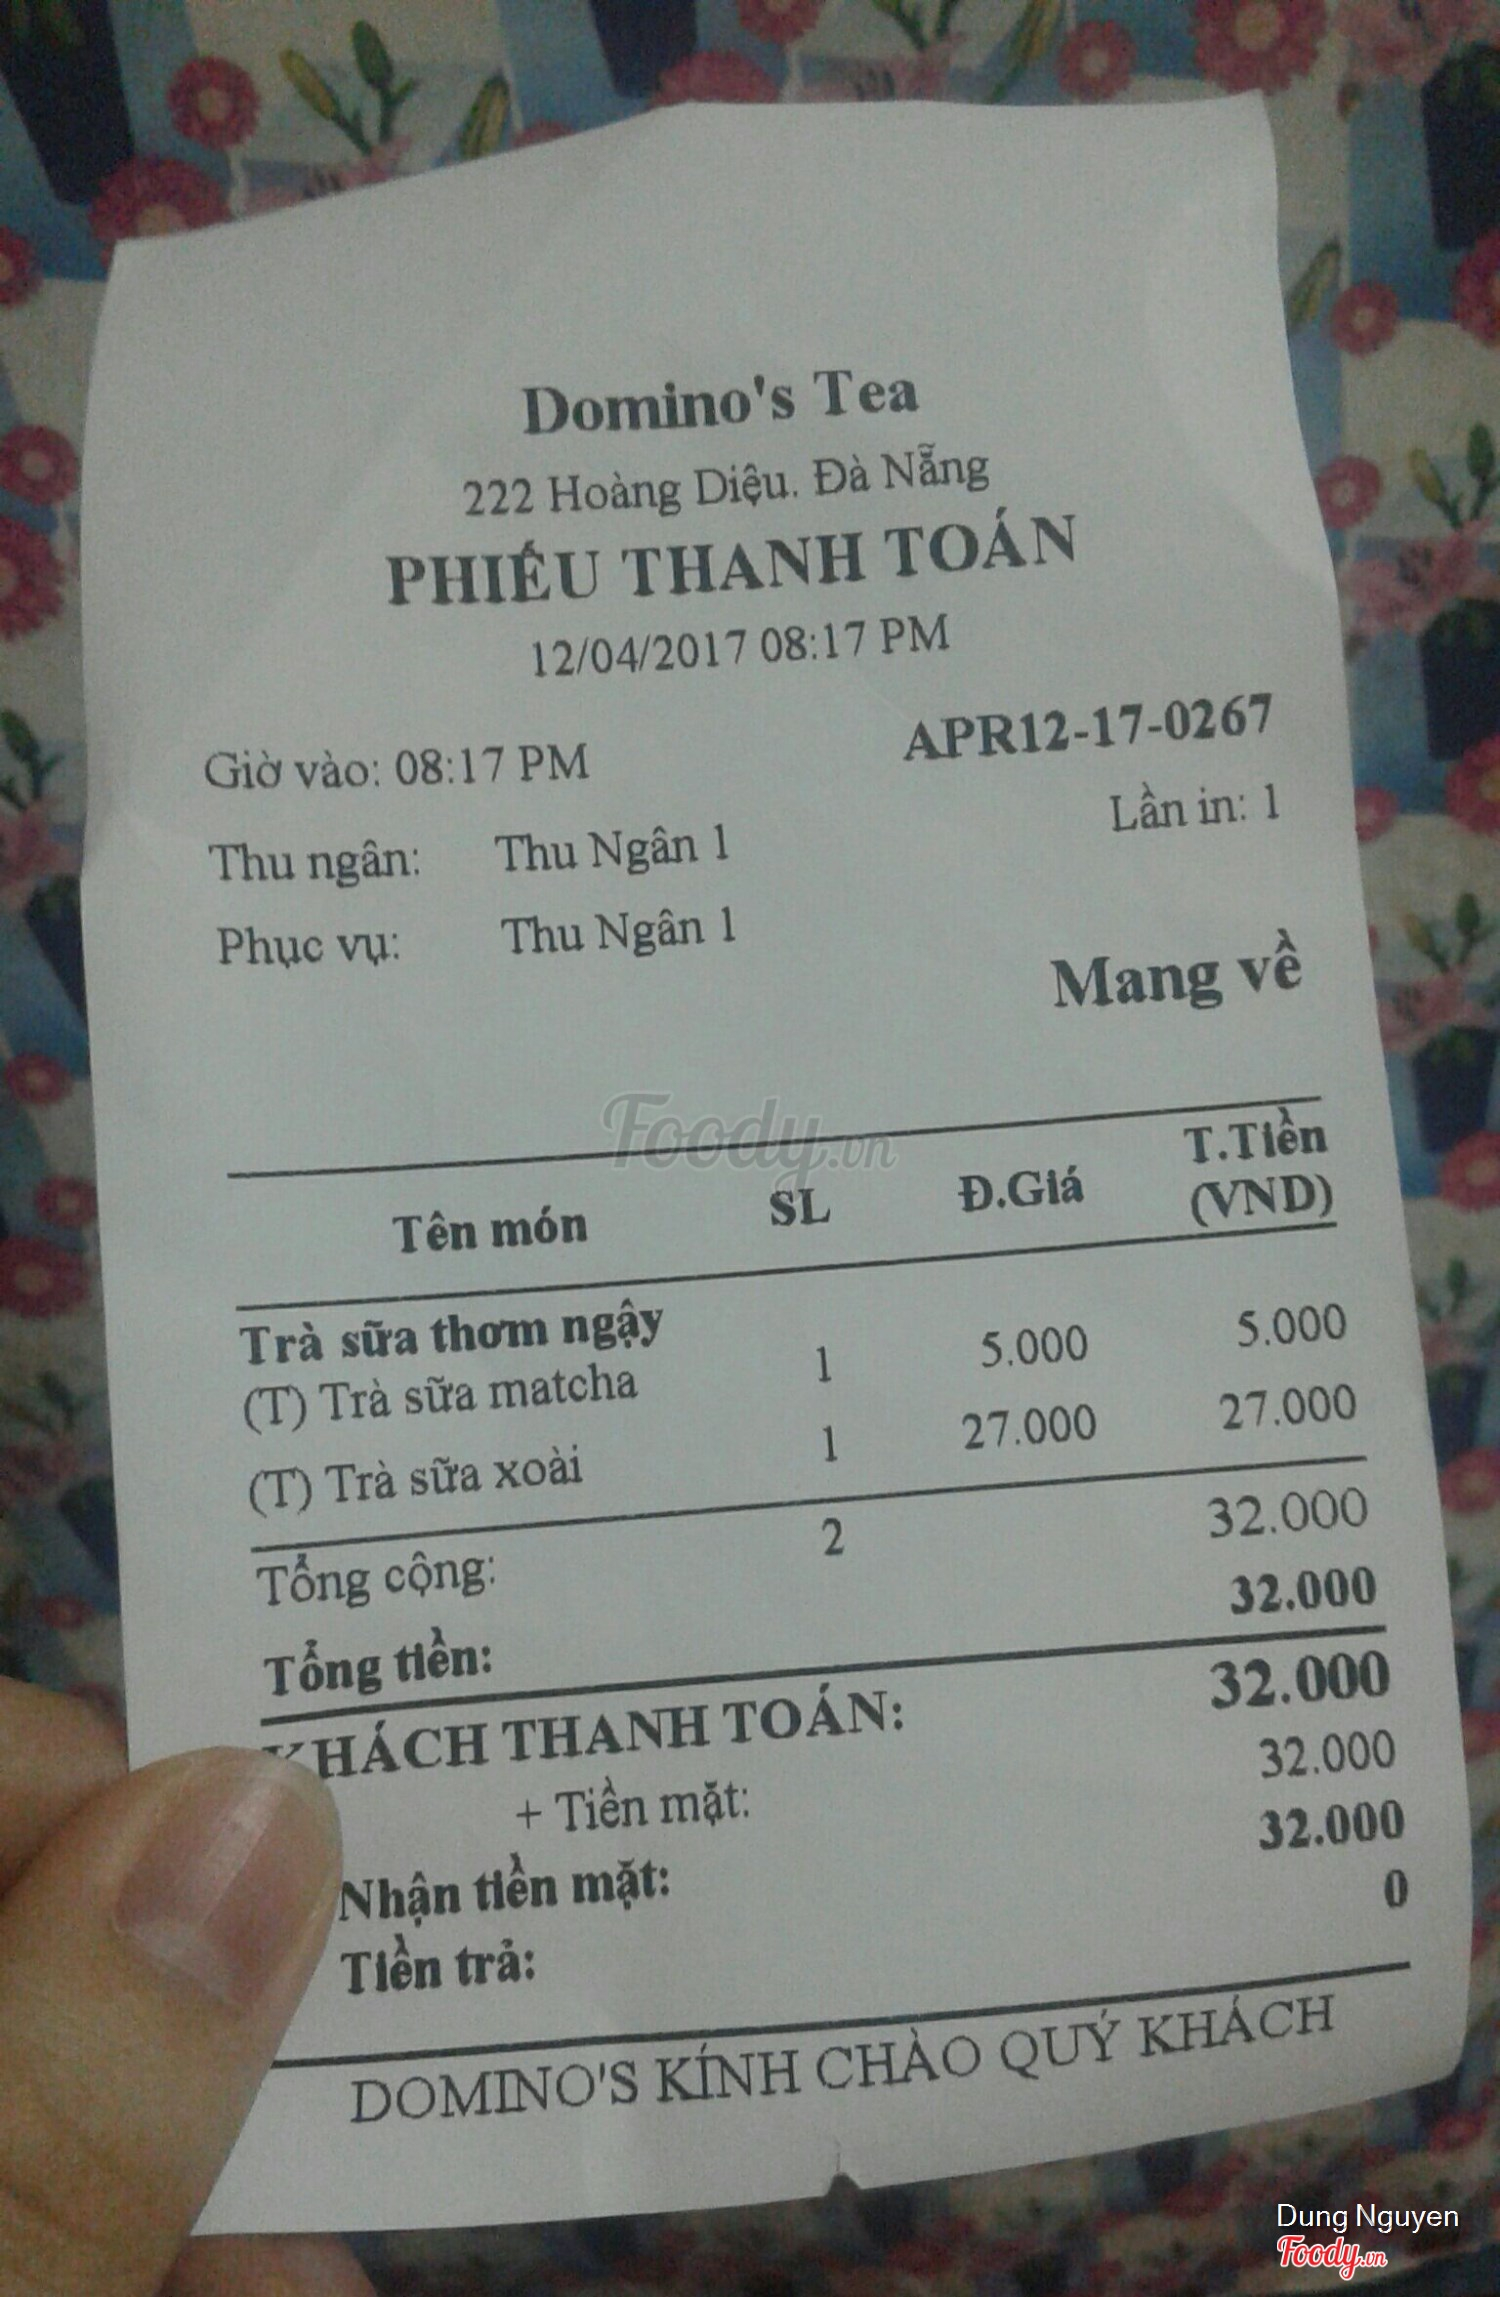 Domino's Tea
222 Hoàng Diệu. Đà Nẵng
PHIẾU THANH TOÁN
12/04/2017 08:17 PM
APR12-17-0267
Giờ vào: 08:17 PM
Lần in: 1
Thu ngân: Thu Ngân 1
Phục vụ: Thu Ngân 1
Mang về
Foody.vn
Tên món SL Đ.Giá T.Tiền (VND)
Trà sữa thơm ngậy
(T) Trà sữa matcha 1 5.000 5.000
(T) Trà sữa xoài 1 27.000 27.000
Tổng cộng: 2 32.000
Tổng tiền: 32.000
KHÁCH THANH TOÁN: 32.000
+ Tiền mặt: 32.000
Nhận tiền mặt: 32.000
Tiền trả: 0
DOMINO'S KÍNH CHÀO QUÝ KHÁCH
Dung Nguyen
Foody.vn